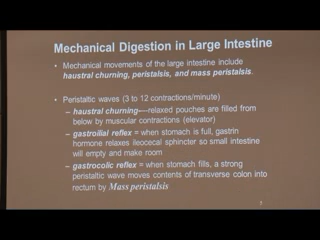 Mechanical Digestion in Large Intestine
• Mechanical movements of the large intestine include
haustral churning, peristalsis, and mass peristalsis.
• Peristaltic waves (3 to 12 contractions/minute)
– haustral churning----relaxed pouches are filled from
below by muscular contractions (elevator)
– gastroilial reflex = when stomach is full, gastrin
hormone relaxes ileocecal sphincter so small intestine
will empty and make room
– gastrocolic reflex = when stomach fills, a strong
peristaltic wave moves contents of transverse colon into
rectum by Mass peristalsis